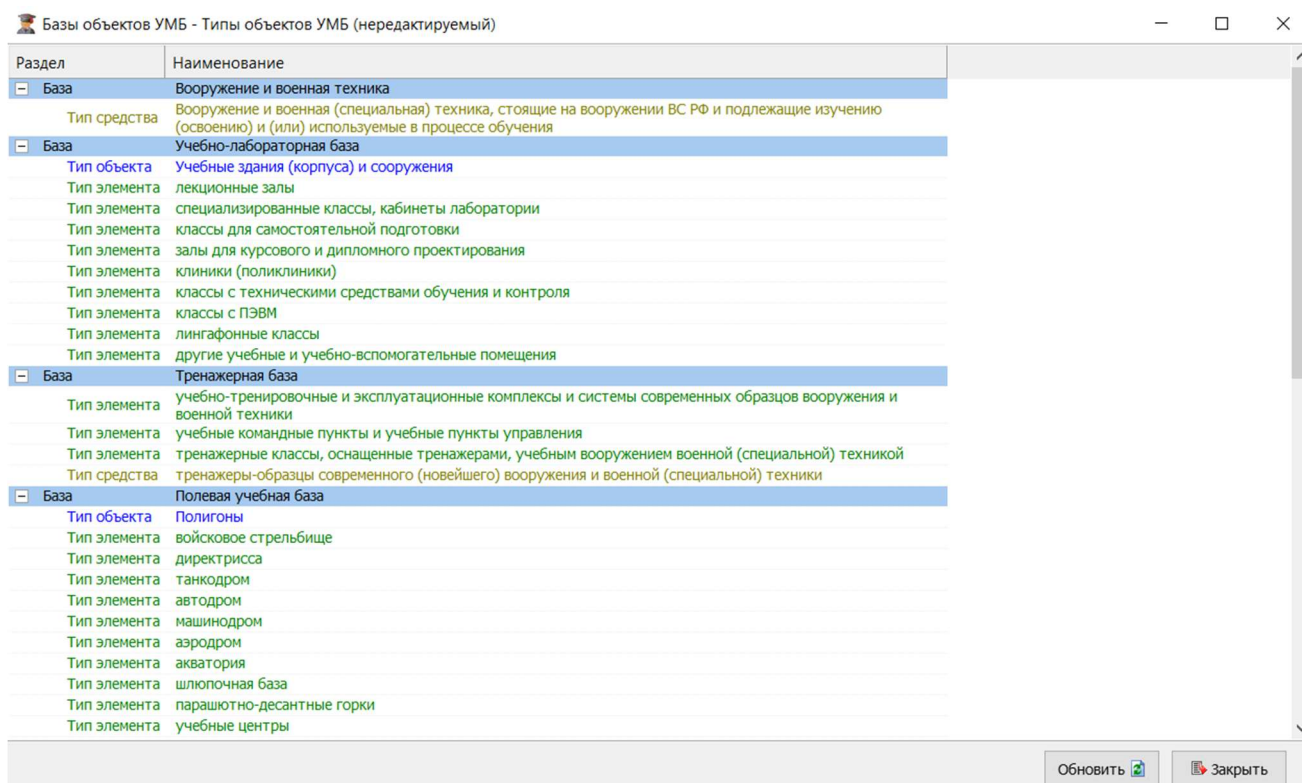 Базы объектов УМБ - Типы объектов УМБ (нередактируемый)
Раздел Наименование
База Вооружение и военная техника
Тип средства Вооружение и военная (специальная) техника, стоящие на вооружении ВС РФ и подлежащие изучению
(освоению) и (или) используемые в процессе обучения
База Учебно-лабораторная база
Тип объекта Учебные здания (корпуса) и сооружения
Тип элемента лекционные залы
Тип элемента специализированные классы, кабинеты лаборатории
Тип элемента классы для самостоятельной подготовки
Тип элемента залы для курсового и дипломного проектирования
Тип элемента клиники (поликлиники)
Тип элемента классы с техническими средствами обучения и контроля
Тип элемента классы с ПЭВМ
Тип элемента лингафонные классы
Тип элемента другие учебные и учебно-вспомогательные помещения
База Тренажерная база
Тип элемента учебно-тренировочные и эксплуатационные комплексы и системы современных образцов вооружения и
военной техники
Тип элемента учебные командные пункты и учебные пункты управления
Тип элемента тренажерные классы, оснащенные тренажерами, учебным вооружением военной (специальной) техникой
Тип средства тренажеры-образцы современного (новейшего) вооружения и военной (специальной) техники
База Полевая учебная база
Тип объекта Полигоны
Тип элемента войсковое стрельбище
Тип элемента директрисса
Тип элемента танкодром
Тип элемента автодром
Тип элемента машинодром
Тип элемента аэродром
Тип элемента акватория
Тип элемента шлюпочная база
Тип элемента парашютно-десантные горки
Тип элемента учебные центры
Обновить Закрыть